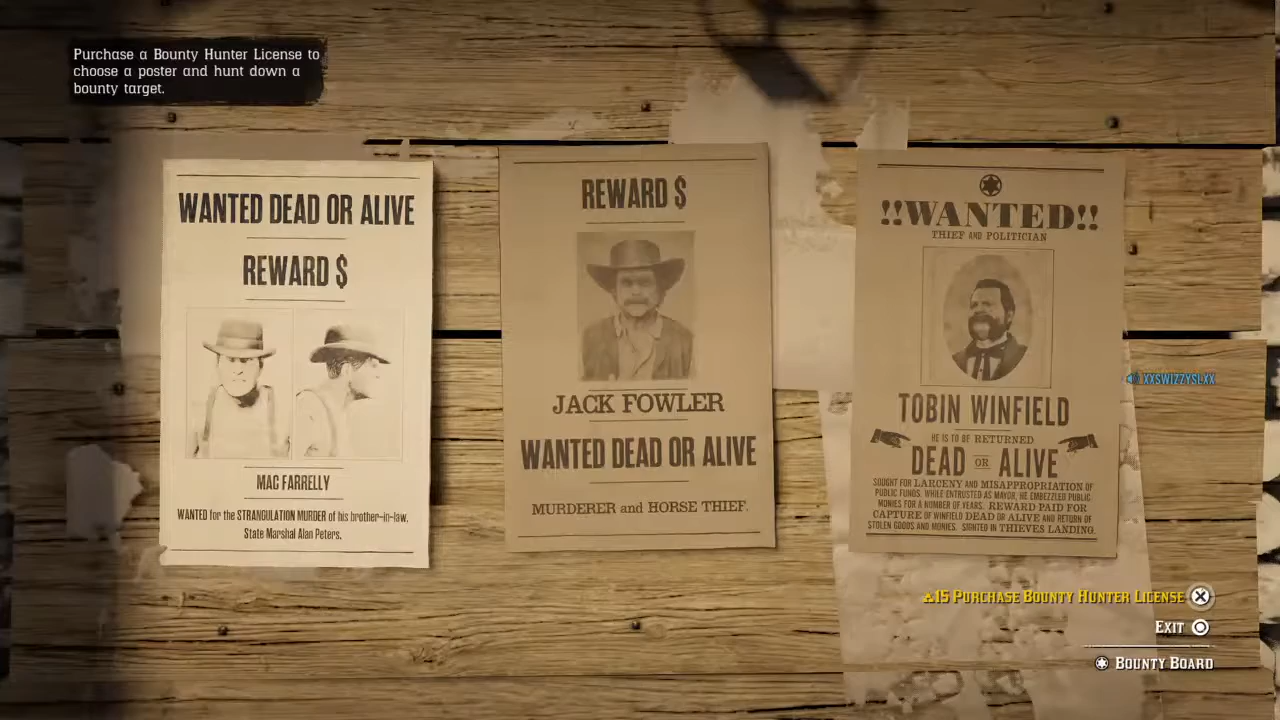 Purchase a Bounty Hunter License to
choose a poster and hunt down a
bounty target.
WANTED DEAD OR ALIVE
REWARD $
MAC FARRELLY
WANTED for the STRANGULATION MURDER of his brother-in-law,
State Marshal Alan Peters.
REWARD $
JACK FOWLER
WANTED DEAD OR ALIVE
MURDERER and HORSE THIEF.
!!WANTED!!
THIEF AND POLITICIAN
TOBIN WINFIELD
HE IS TO BE RETURNED
DEAD OR ALIVE
SOUGHT FOR LARCENY AND MISAPPROPRIATION OF
PUBLIC FUNDS. WHILE ENTRUSTED AS MAYOR, HE EMBEZZLED PUBLIC
MONIES FOR A NUMBER OF YEARS. REWARD PAID FOR
CAPTURE OF WINFIELD DEAD OR ALIVE AND RETURN OF
STOLEN GOODS AND MONIES. SIGHTED IN THIEVES LANDING.
XXSWIZZYSLXX
15 PURCHASE BOUNTY HUNTER LICENSE
EXIT
BOUNTY BOARD